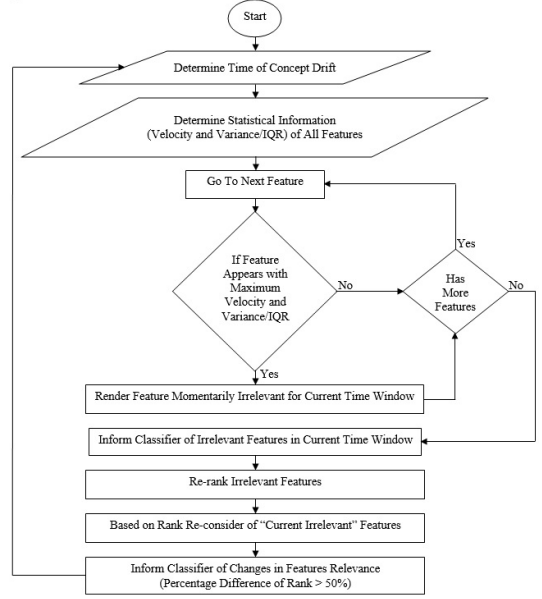 Start
Determine Time of Concept Drift
Determine Statistical Information
(Velocity and Variance/IQR) of All Features
Go To Next Feature
If Feature
Appears with
Maximum
Velocity and
Variance/IQR
No
Has
More
Features
Yes
No
Yes
Render Feature Momentarily Irrelevant for Current Time Window
Inform Classifier of Irrelevant Features in Current Time Window
Re-rank Irrelevant Features
Based on Rank Re-consider of “Current Irrelevant” Features
Inform Classifier of Changes in Features Relevance
(Percentage Difference of Rank > 50%)